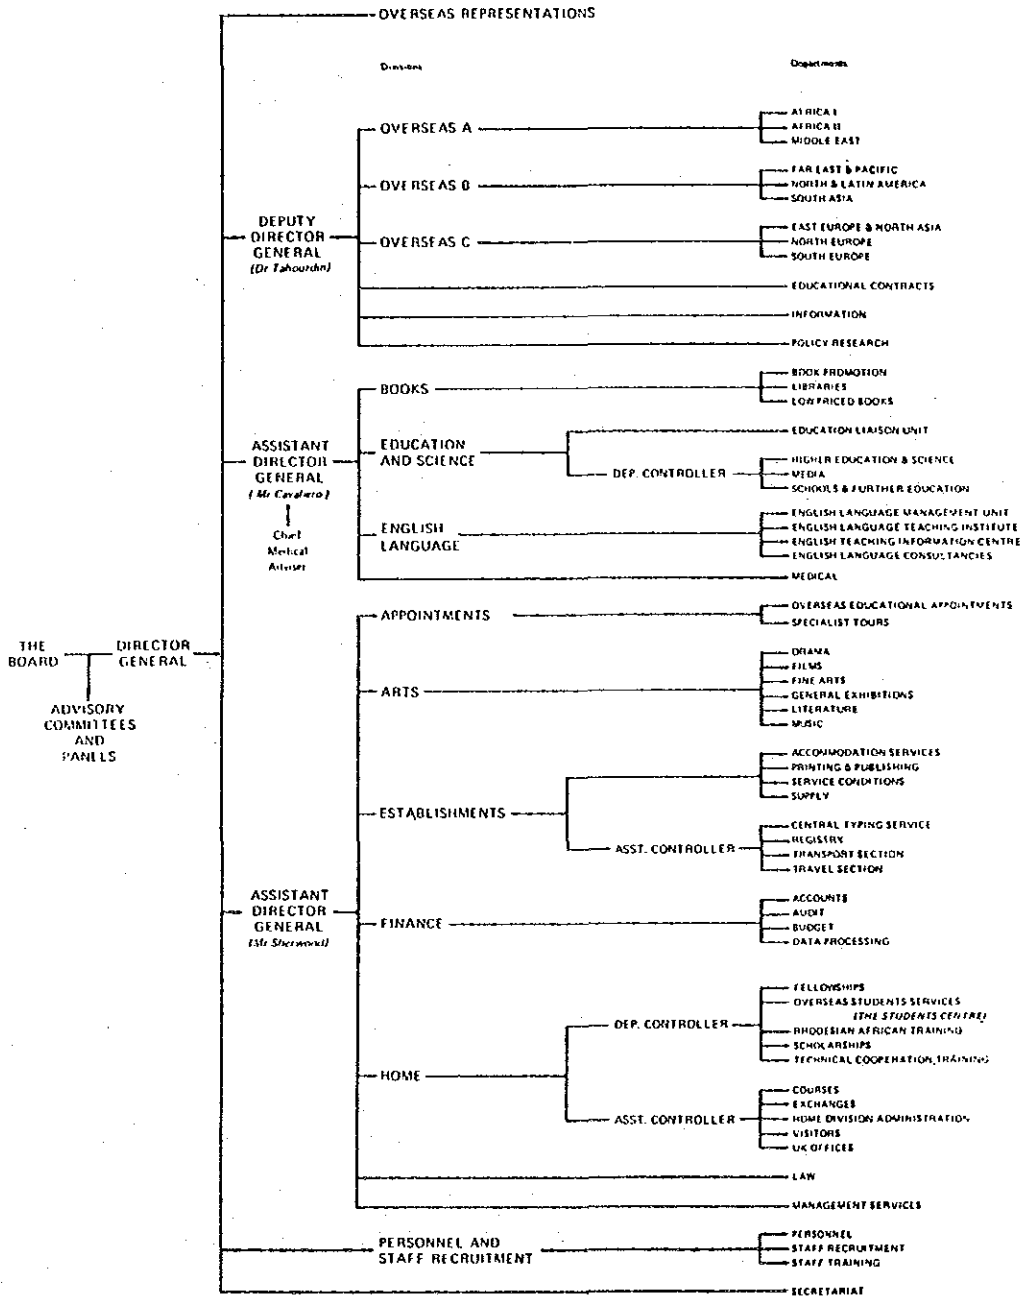 OVERSEAS REPRESENTATIONS
Divisions
Departments
OVERSEAS A
AFRICA I
AFRICA II
MIDDLE EAST
OVERSEAS B
FAR EAST & PACIFIC
NORTH & LATIN AMERICA
SOUTH ASIA
DEPUTY
DIRECTOR
GENERAL
(Dr Tahourdin)
OVERSEAS C
EAST EUROPE & NORTH ASIA
NORTH EUROPE
SOUTH EUROPE
EDUCATIONAL CONTRACTS
INFORMATION
POLICY RESEARCH
ASSISTANT
DIRECTOR
GENERAL
(Mr Cavaliero)
Chief
Medical
Adviser
BOOKS
BOOK PROMOTION
LIBRARIES
LOW PRICED BOOKS
EDUCATION
AND SCIENCE
EDUCATION LIAISON UNIT
DEP. CONTROLLER
HIGHER EDUCATION & SCIENCE
MEDIA
SCHOOLS & FURTHER EDUCATION
ENGLISH
LANGUAGE
ENGLISH LANGUAGE MANAGEMENT UNIT
ENGLISH LANGUAGE TEACHING INSTITUTE
ENGLISH TEACHING INFORMATION CENTRE
ENGLISH LANGUAGE CONSULTANCIES
MEDICAL
THE
BOARD
DIRECTOR
GENERAL
ADVISORY
COMMITTEES
AND
PANELS
ASSISTANT
DIRECTOR
GENERAL
(Mr Sherwood)
APPOINTMENTS
OVERSEAS EDUCATIONAL APPOINTMENTS
SPECIALIST TOURS
ARTS
DRAMA
FILMS
FINE ARTS
GENERAL EXHIBITIONS
LITERATURE
MUSIC
ESTABLISHMENTS
ACCOMMODATION SERVICES
PRINTING & PUBLISHING
SERVICE CONDITIONS
SUPPLY
ASST. CONTROLLER
CENTRAL TYPING SERVICE
REGISTRY
TRANSPORT SECTION
TRAVEL SECTION
FINANCE
ACCOUNTS
AUDIT
BUDGET
DATA PROCESSING
HOME
DEP. CONTROLLER
FELLOWSHIPS
OVERSEAS STUDENTS SERVICES
(THE STUDENTS CENTRE)
RHODESIAN AFRICAN TRAINING
SCHOLARSHIPS
TECHNICAL COOPERATION TRAINING
ASST. CONTROLLER
COURSES
EXCHANGES
HOME DIVISION ADMINISTRATION
VISITORS
UK OFFICES
LAW
MANAGEMENT SERVICES
PERSONNEL AND
STAFF RECRUITMENT
PERSONNEL
STAFF RECRUITMENT
STAFF TRAINING
SECRETARIAT